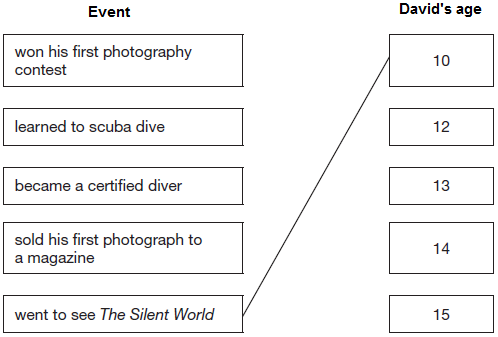 Event David's age
won his first photography
contest
10
learned to scuba dive 12
became a certified diver 13
sold his first photograph to
a magazine
14
went to see The Silent World 15